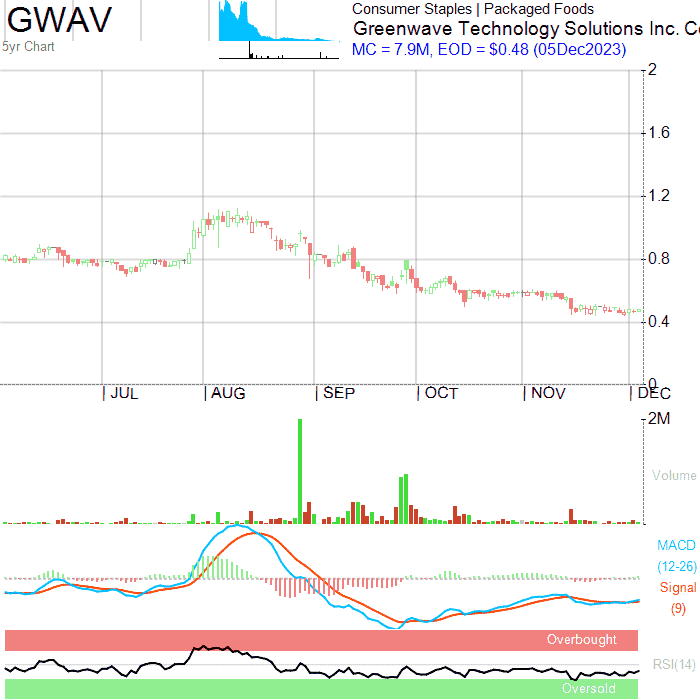 GWAV
5yr Chart
Consumer Staples | Packaged Foods
Greenwave Technology Solutions Inc. Co
MC = 7.9M, EOD = $0.48 (05Dec2023)
2
1.6
1.2
0.8
0.4
0
JUL AUG SEP OCT NOV DEC
2M
Volume
MACD
(12-26)
Signal
(9)
Overbought
RSI(14)
Oversold